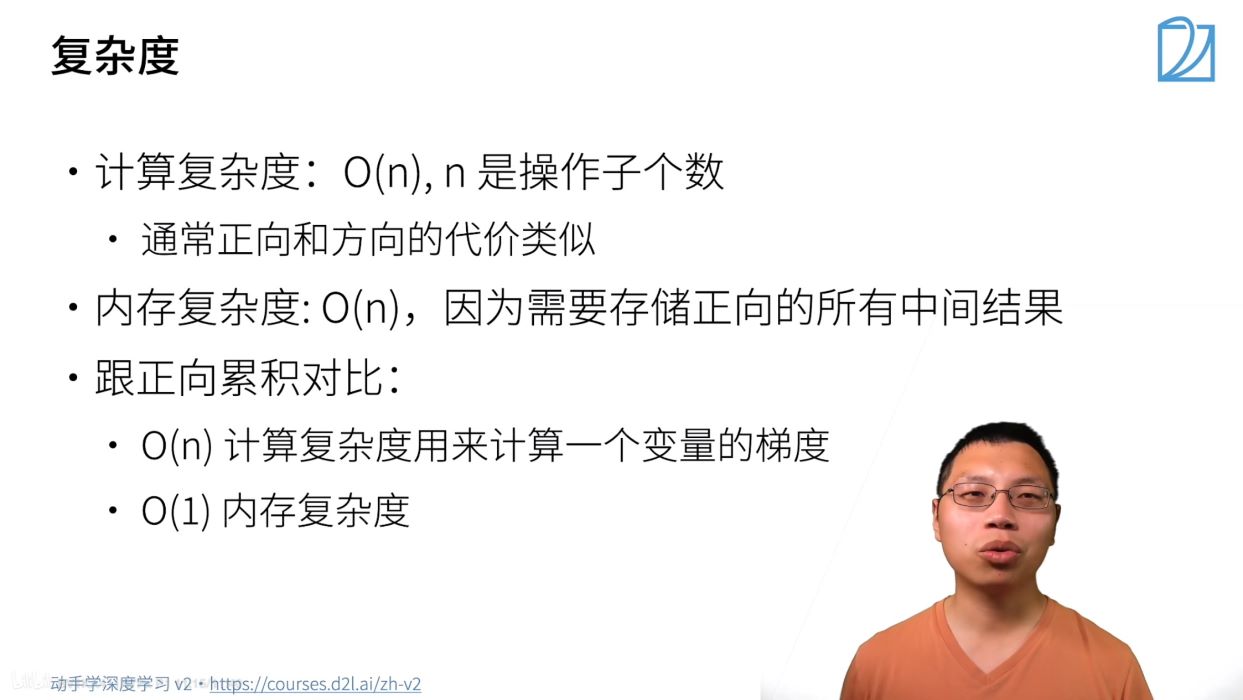 复杂度
• 计算复杂度：O(n), n 是操作子个数
• 通常正向和方向的代价类似
• 内存复杂度: O(n)，因为需要存储正向的所有中间结果
• 跟正向累积对比：
• O(n) 计算复杂度用来计算一个变量的梯度
• O(1) 内存复杂度
动手学深度学习 v2 · https://courses.d2l.ai/zh-v2